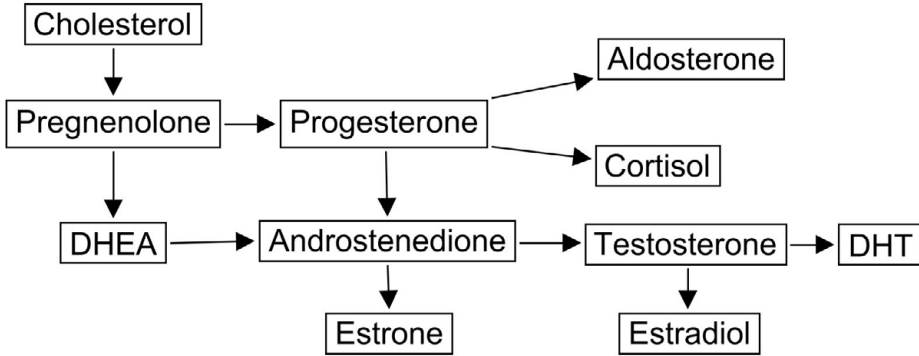 Cholesterol
Aldosterone
Pregnenolone
Progesterone
Cortisol
DHEA
Androstenedione
Testosterone
DHT
Estrone
Estradiol